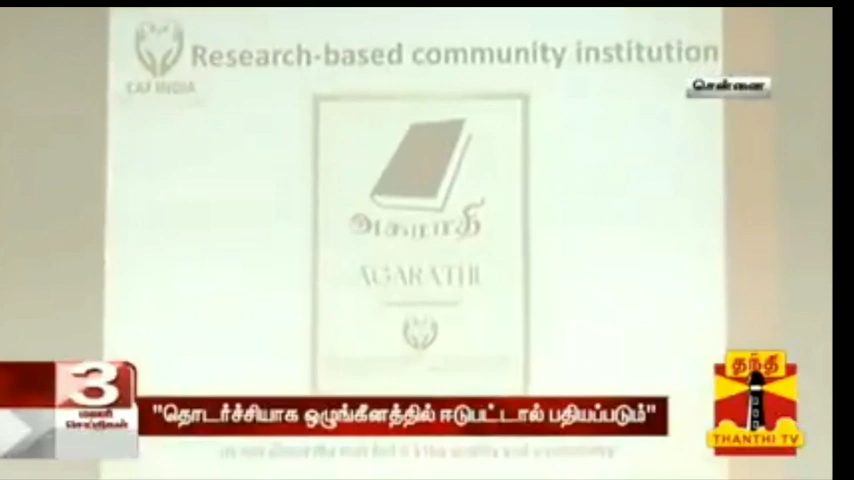 Research-based community institution
CAF INDIA
சென்னை
அகராதி
AGARATHI
தந்தி
THANTHI TV
3
மணி
செய்திகள்
"தொடர்ச்சியாக ஒழுங்கீனத்தில் ஈடுபட்டால் பதியப்படும்"